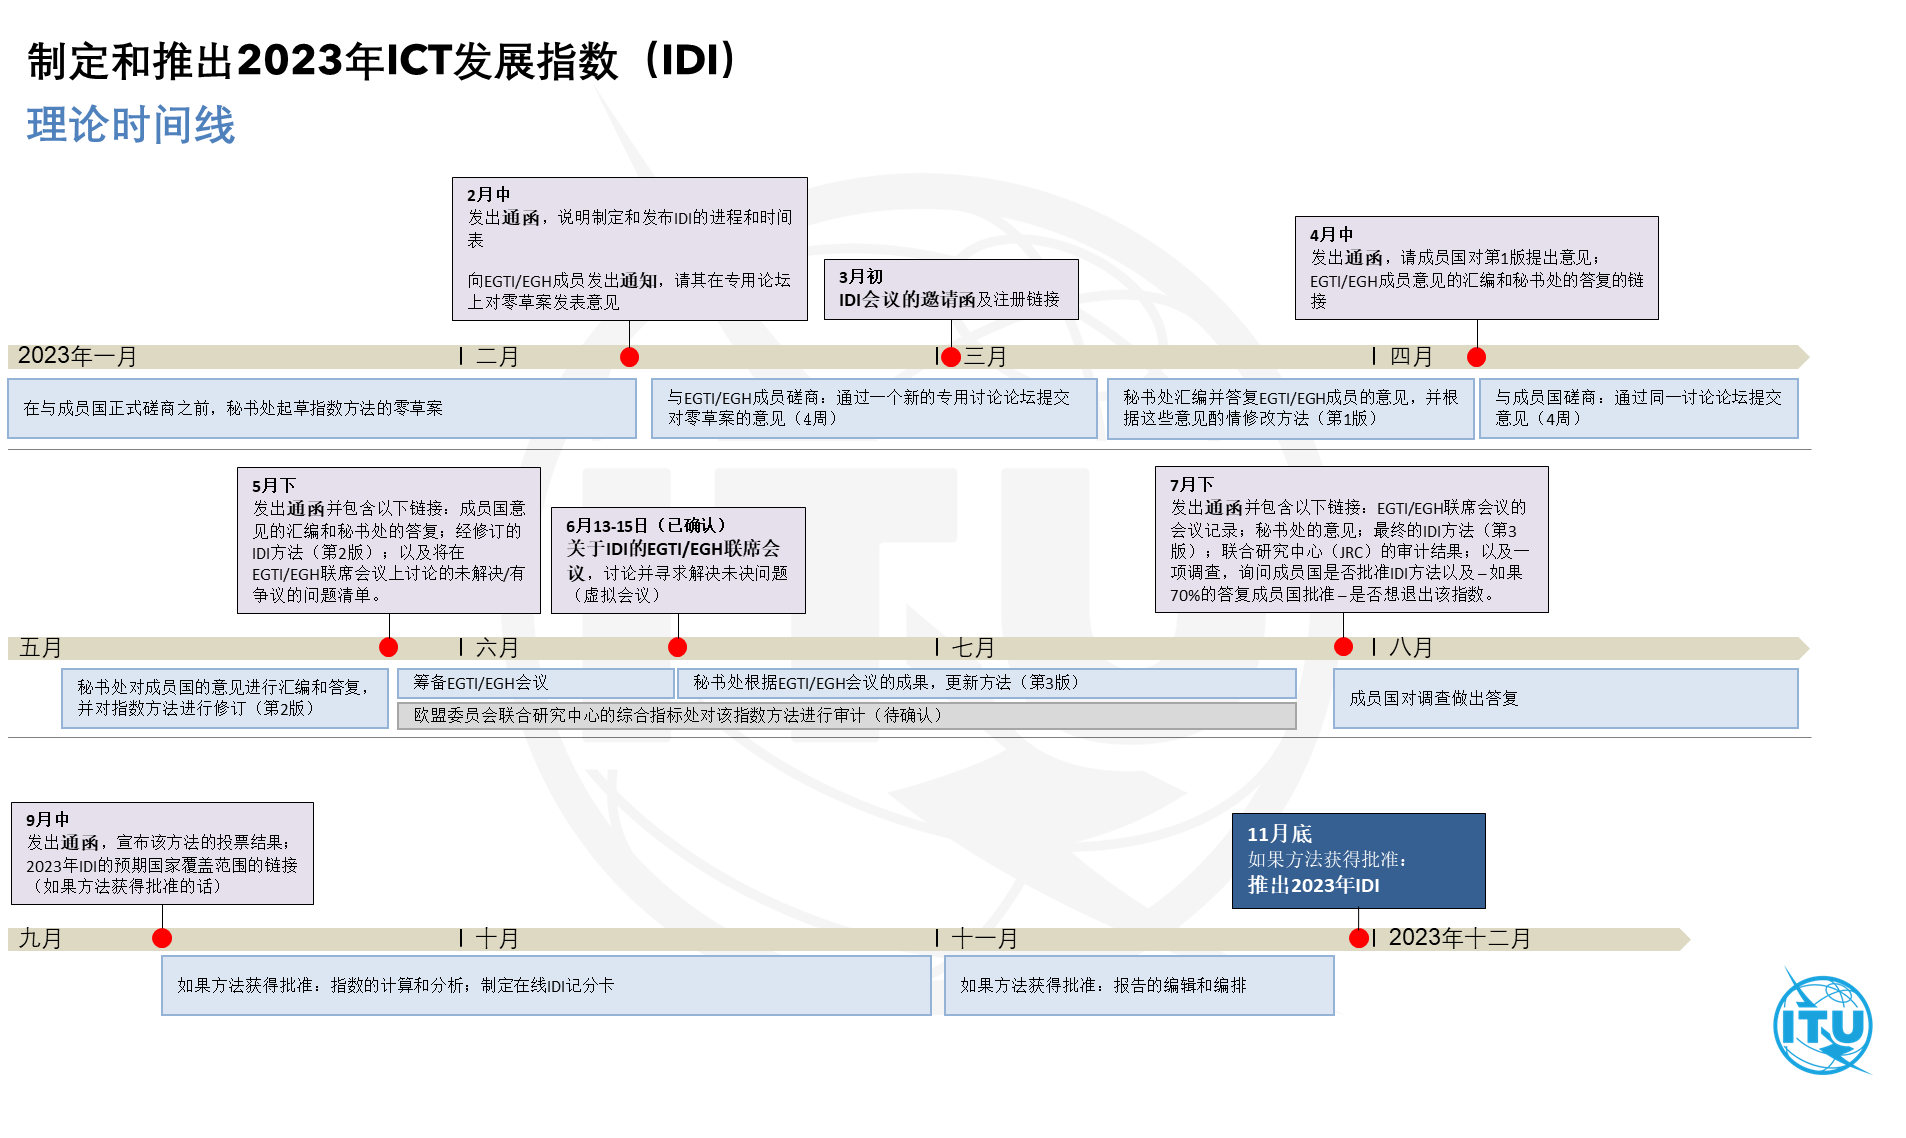 制定和推出2023年ICT发展指数（IDI）
理论时间线
2月中
发出通函，说明制定和发布IDI的进程和时间
表
向EGTI/EGH成员发出通知，请其在专用论坛
上对零草案发表意见
3月初
IDI会议的邀请函及注册链接
4月中
发出通函，请成员国对第1版提出意见；
EGTI/EGH成员意见的汇编和秘书处的答复的链
接
2023年一月
二月
三月
四月
在与成员国正式磋商之前，秘书处起草指数方法的零草案
与EGTI/EGH成员磋商：通过一个新的专用讨论论坛提交
对零草案的意见（4周）
秘书处汇编并答复EGTI/EGH成员的意见，并根
据这些意见酌情修改方法（第1版）
与成员国磋商：通过同一讨论论坛提交
意见（4周）
5月下
发出通函并包含以下链接：成员国意
见的汇编和秘书处的答复；经修订的
IDI方法（第2版）；以及将在
EGTI/EGH联席会议上讨论的未解决/有
争议的问题清单。
6月13-15日（已确认）
关于IDI的EGTI/EGH联席会
议，讨论并寻求解决未决问题
（虚拟会议）
7月下
发出通函并包含以下链接：EGTI/EGH联席会议的
会议记录；秘书处的意见；最终的IDI方法（第3
版）；联合研究中心（JRC）的审计结果；以及一
项调查，询问成员国是否批准IDI方法以及–如果
70%的答复成员国批准–是否想退出该指数。
五月
六月
七月
八月
秘书处对成员国的意见进行汇编和答复，
并对指数方法进行修订（第2版）
筹备EGTI/EGH会议
秘书处根据EGTI/EGH会议的成果，更新方法（第3版）
欧盟委员会联合研究中心的综合指标处对该指数方法进行审计（待确认）
成员国对调查做出答复
9月中
发出通函，宣布该方法的投票结果；
2023年IDI的预期国家覆盖范围的链接
（如果方法获得批准的话）
11月底
如果方法获得批准：
推出2023年IDI
九月
十月
十一月
2023年十二月
如果方法获得批准：指数的计算和分析；制定在线IDI记分卡
如果方法获得批准：报告的编辑和编排
ITU